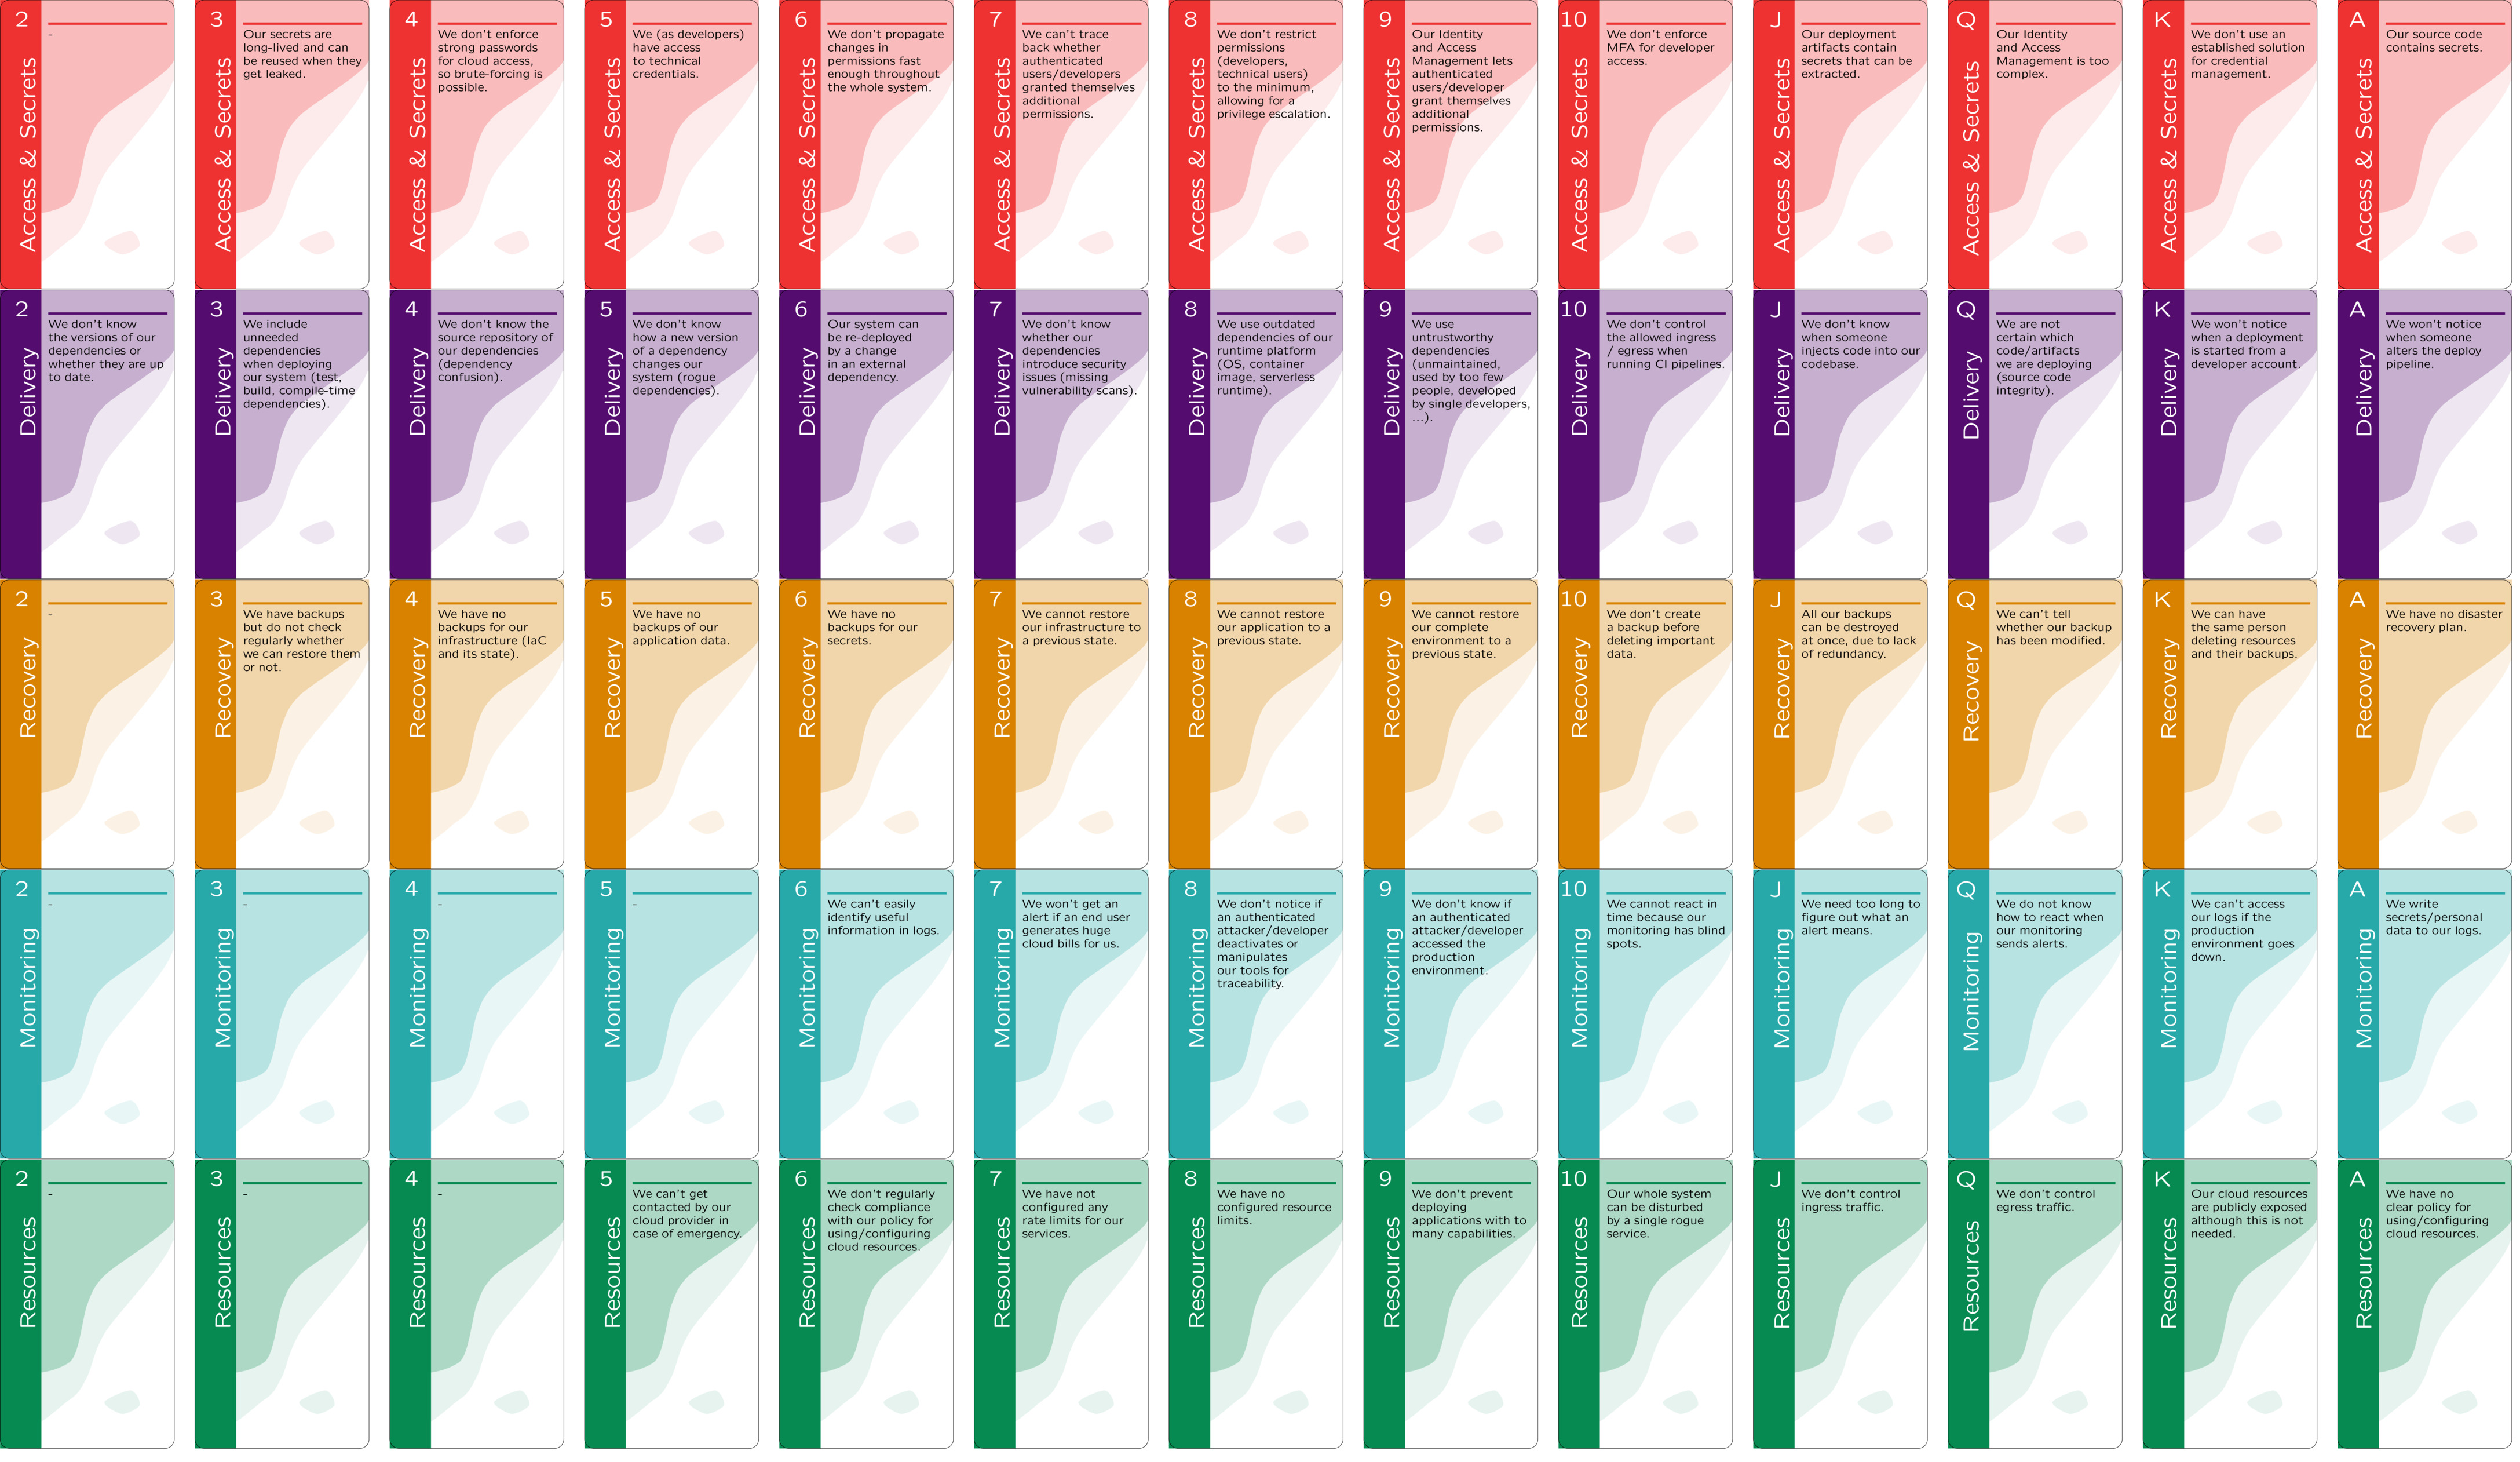 2
Access & Secrets
-
3
Access & Secrets
Our secrets are
long-lived and can
be reused when they
get leaked.
4
Access & Secrets
We don't enforce
strong passwords
for cloud access,
so brute-forcing is
possible.
5
Access & Secrets
We (as developers)
have access
to technical
credentials.
6
Access & Secrets
We don't propagate
changes in
permissions fast
enough throughout
the whole system.
7
Access & Secrets
We can't trace
back whether
authenticated
users/developers
granted themselves
additional
permissions.
8
Access & Secrets
We don't restrict
permissions
(developers,
technical users)
to the minimum,
allowing for a
privilege escalation.
9
Access & Secrets
Our Identity
and Access
Management lets
authenticated
users/developer
grant themselves
additional
permissions.
10
Access & Secrets
We don't enforce
MFA for developer
access.
J
Access & Secrets
Our deployment
artifacts contain
secrets that can be
extracted.
Q
Access & Secrets
Our Identity
and Access
Management is too
complex.
K
Access & Secrets
We don't use an
established solution
for credential
management.
A
Access & Secrets
Our source code
contains secrets.
2
Delivery
We don't know
the versions of our
dependencies or
whether they are up
to date.
3
Delivery
We include
unneeded
dependencies
when deploying
our system (test,
build, compile-time
dependencies).
4
Delivery
We don't know the
source repository of
our dependencies
(dependency
confusion).
5
Delivery
We don't know
how a new version
of a dependency
changes our
system (rogue
dependencies).
6
Delivery
Our system can
be re-deployed
by a change
in an external
dependency.
7
Delivery
We don't know
whether our
dependencies
introduce security
issues (missing
vulnerability scans).
8
Delivery
We use outdated
dependencies of our
runtime platform
(OS, container
image, serverless
runtime).
9
Delivery
We use
untrustworthy
dependencies
(unmaintained,
used by too few
people, developed
by single developers,
...).
10
Delivery
We don't control
the allowed ingress
/ egress when
running CI pipelines.
J
Delivery
We don't know
when someone
injects code into our
codebase.
Q
Delivery
We are not
certain which
code/artifacts
we are deploying
(source code
integrity).
K
Delivery
We won't notice
when a deployment
is started from a
developer account.
A
Delivery
We won't notice
when someone
alters the deploy
pipeline.
2
Recovery
-
3
Recovery
We have backups
but do not check
regularly whether
we can restore them
or not.
4
Recovery
We have no
backups for our
infrastructure (IaC
and its state).
5
Recovery
We have no
backups of our
application data.
6
Recovery
We have no
backups for our
secrets.
7
Recovery
We cannot restore
our infrastructure to
a previous state.
8
Recovery
We cannot restore
our application to a
previous state.
9
Recovery
We cannot restore
our complete
environment to a
previous state.
10
Recovery
We don't create
a backup before
deleting important
data.
J
Recovery
All our backups
can be destroyed
at once, due to lack
of redundancy.
Q
Recovery
We can't tell
whether our backup
has been modified.
K
Recovery
We can have
the same person
deleting resources
and their backups.
A
Recovery
We have no disaster
recovery plan.
2
Monitoring
-
3
Monitoring
-
4
Monitoring
-
5
Monitoring
-
6
Monitoring
We can't easily
identify useful
information in logs.
7
Monitoring
We won't get an
alert if an end user
generates huge
cloud bills for us.
8
Monitoring
We don't notice if
an authenticated
attacker/developer
deactivates or
manipulates
our tools for
traceability.
9
Monitoring
We don't know if
an authenticated
attacker/developer
accessed the
production
environment.
10
Monitoring
We cannot react in
time because our
monitoring has blind
spots.
J
Monitoring
We need too long to
figure out what an
alert means.
Q
Monitoring
We do not know
how to react when
our monitoring
sends alerts.
K
Monitoring
We can't access
our logs if the
production
environment goes
down.
A
Monitoring
We write
secrets/personal
data to our logs.
2
Resources
-
3
Resources
-
4
Resources
-
5
Resources
We can't get
contacted by our
cloud provider in
case of emergency.
6
Resources
We don't regularly
check compliance
with our policy for
using/configuring
cloud resources.
7
Resources
We have not
configured any
rate limits for our
services.
8
Resources
We have no
configured resource
limits.
9
Resources
We don't prevent
deploying
applications with to
many capabilities.
10
Resources
Our whole system
can be disturbed
by a single rogue
service.
J
Resources
We don't control
ingress traffic.
Q
Resources
We don't control
egress traffic.
K
Resources
Our cloud resources
are publicly exposed
although this is not
needed.
A
Resources
We have no
clear policy for
using/configuring
cloud resources.